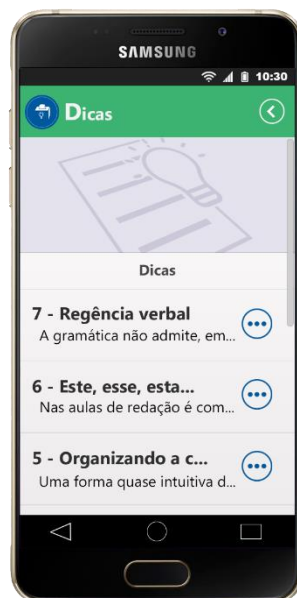 SAMSUNG
10:30
Dicas
Dicas
7 - Regência verbal
A gramática não admite, em...
6 - Este, esse, esta...
Nas aulas de redação é com...
5 - Organizando a c...
Uma forma quase intuitiva d...